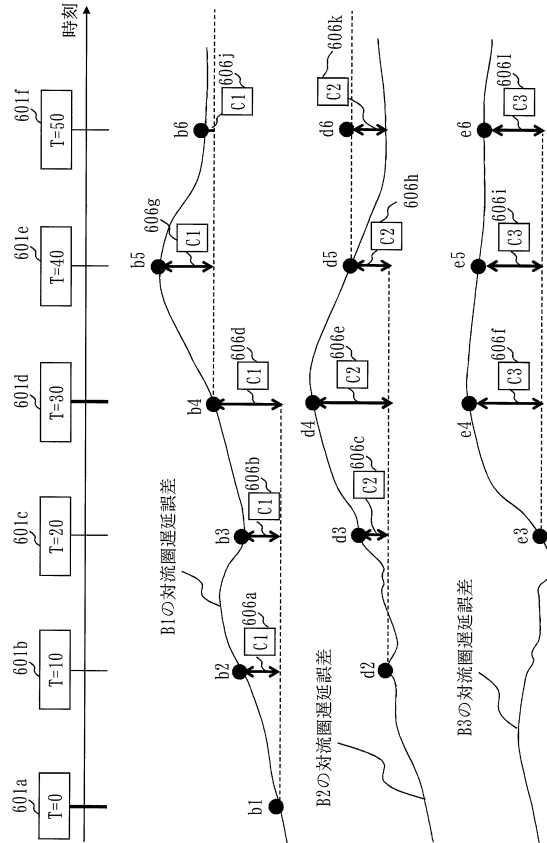 時刻
601a
601b
601c
601d
601e
601f
T=0
T=10
T=20
T=30
T=40
T=50
B1の対流圏遅延誤差
b1
b2
b3
b4
b5
b6
606a
C1
606b
C1
606d
C1
606g
C1
606j
C1
B2の対流圏遅延誤差
d2
d3
d4
d5
d6
606c
C2
606e
C2
606h
C2
606k
C2
B3の対流圏遅延誤差
e3
e4
e5
e6
606f
C3
606i
C3
606l
C3